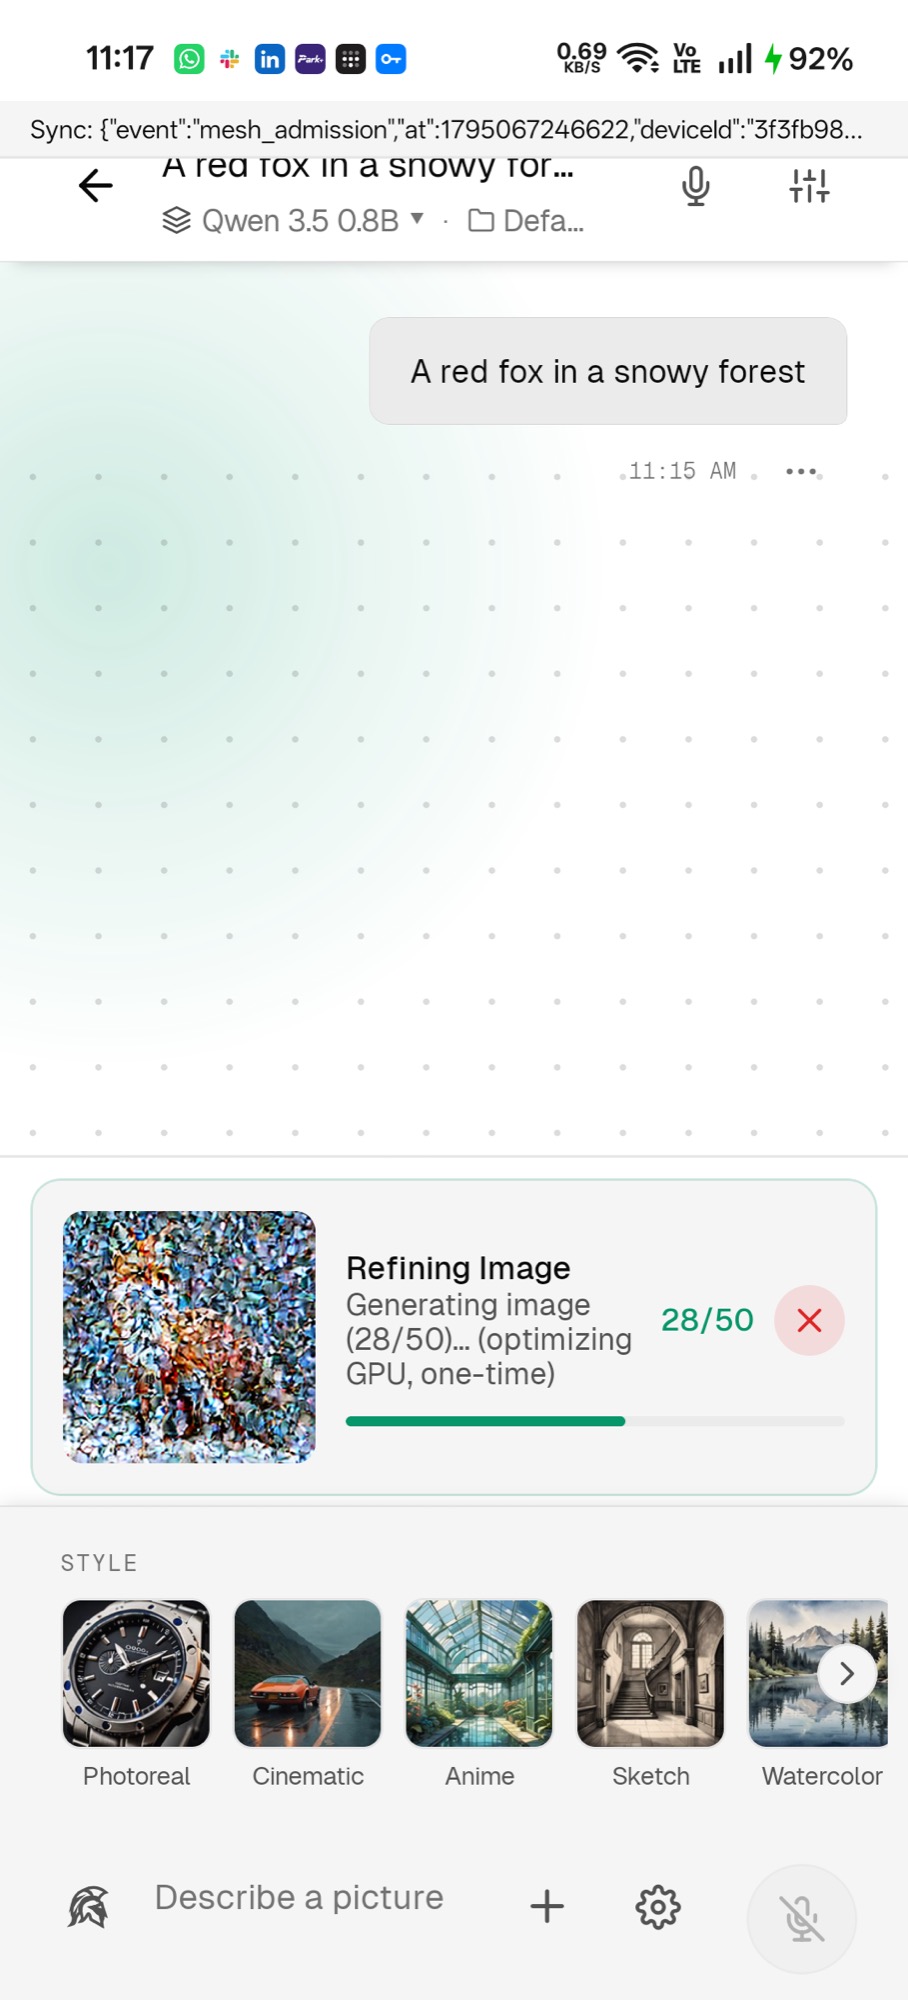 11:17
Park+
0.69 KB/S
Vo LTE
92%
Sync: {"event":"mesh_admission","at":1795067246622,"deviceId":"3f3fb98...
A red fox in a snowy for...
Qwen 3.5 0.8B ▼ · Defa...
A red fox in a snowy forest
11:15 AM
Refining Image
Generating image
(28/50)... (optimizing
GPU, one-time)
28/50
STYLE
Photoreal
Cinematic
Anime
Sketch
Watercolor
Describe a picture